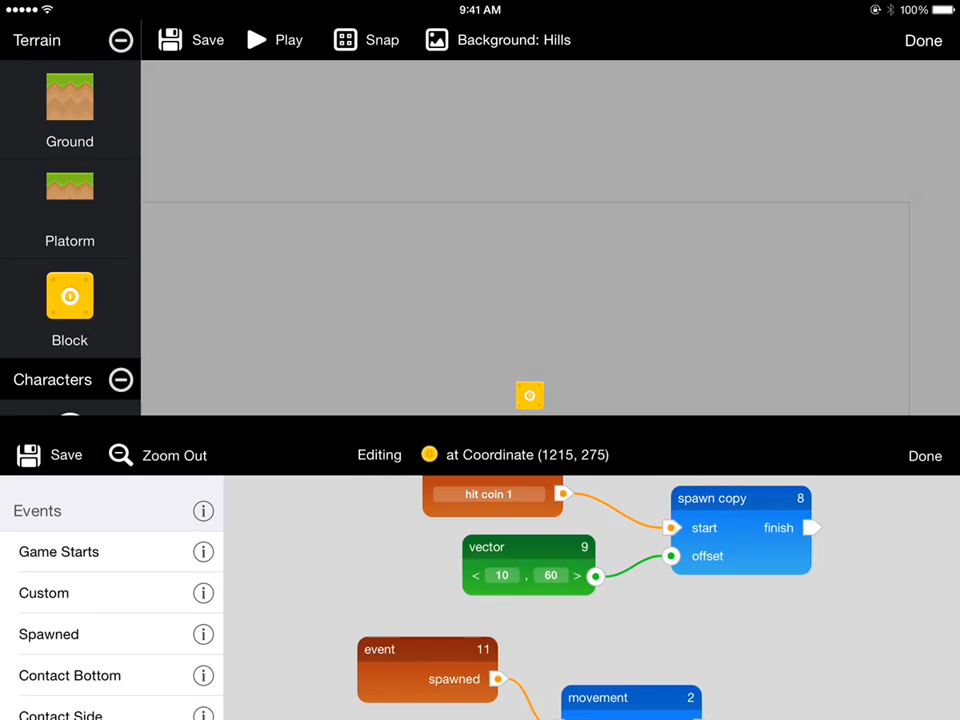 9:41 AM
100%
Terrain
Save
Play
Snap
Background: Hills
Done
Ground
Platorm
Block
Characters
Save
Zoom Out
Editing
at Coordinate (1215, 275)
Done
Events
Game Starts
Custom
Spawned
Contact Bottom
Contact Side
hit coin 1
spawn copy 8
start finish
offset
vector 9
< 10 , 60 >
event 11
spawned
movement 2